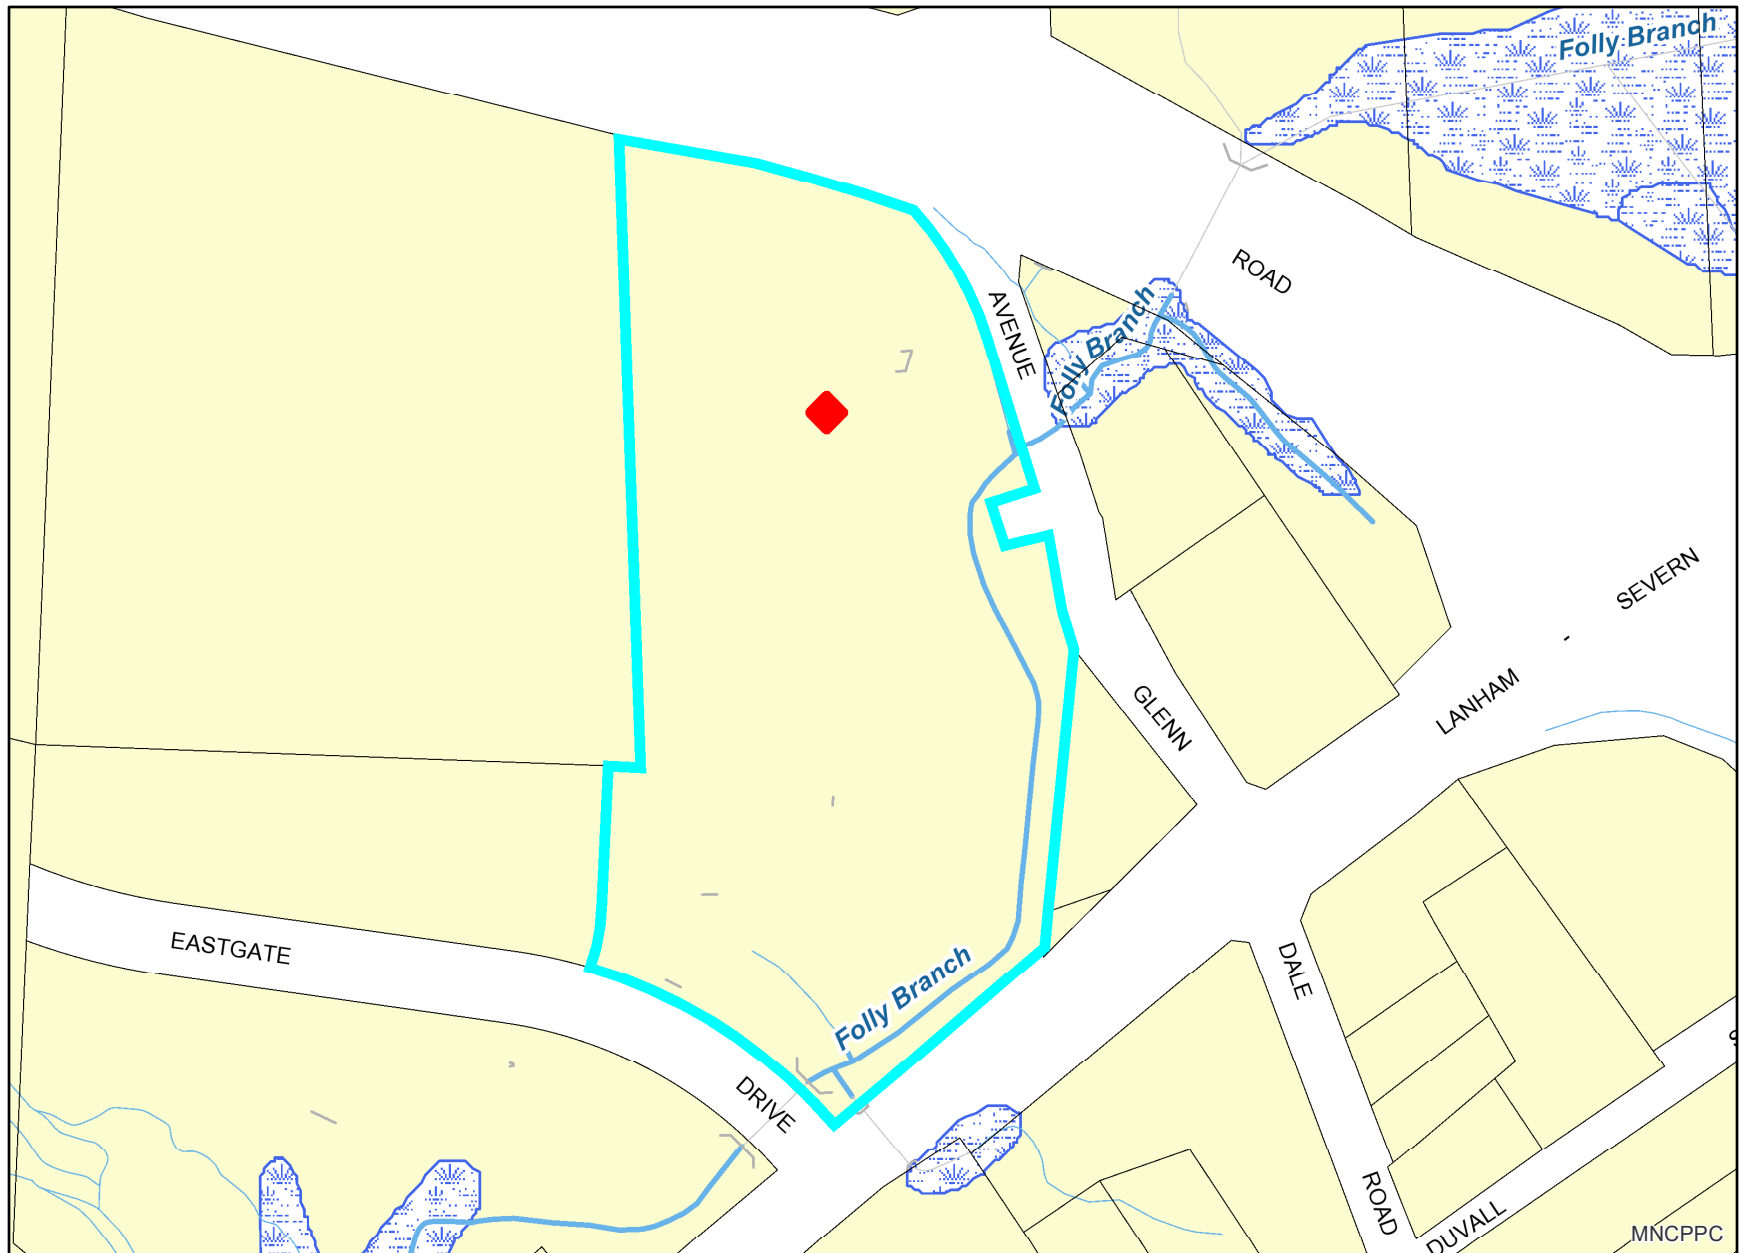 Folly Branch
ROAD
AVENUE
Folly Branch
SEVERN
-
LANHAM
GLENN
EASTGATE
Folly Branch
DALE
DRIVE
ROAD
DUVALL
MNCPPC